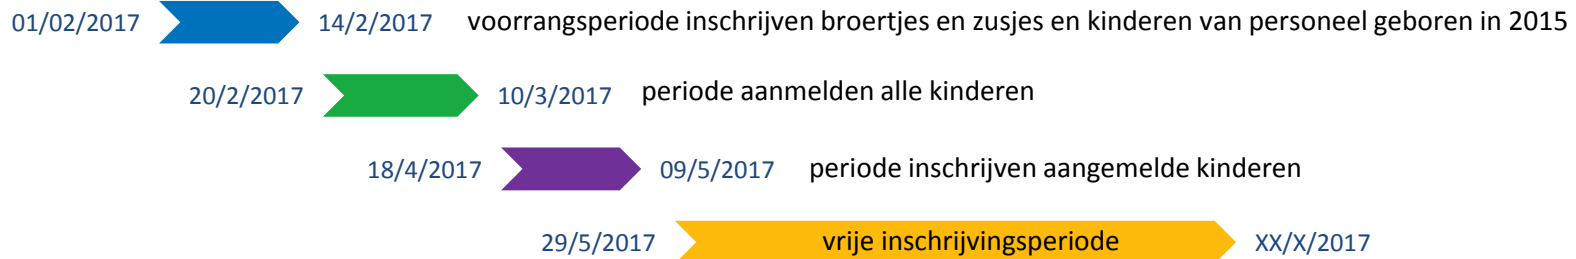 01/02/2017 14/2/2017 voorrangsperiode inschrijven broertjes en zusjes en kinderen van personeel geboren in 2015
20/2/2017 10/3/2017 periode aanmelden alle kinderen
18/4/2017 09/5/2017 periode inschrijven aangemelde kinderen
29/5/2017 vrije inschrijvingsperiode XX/X/2017